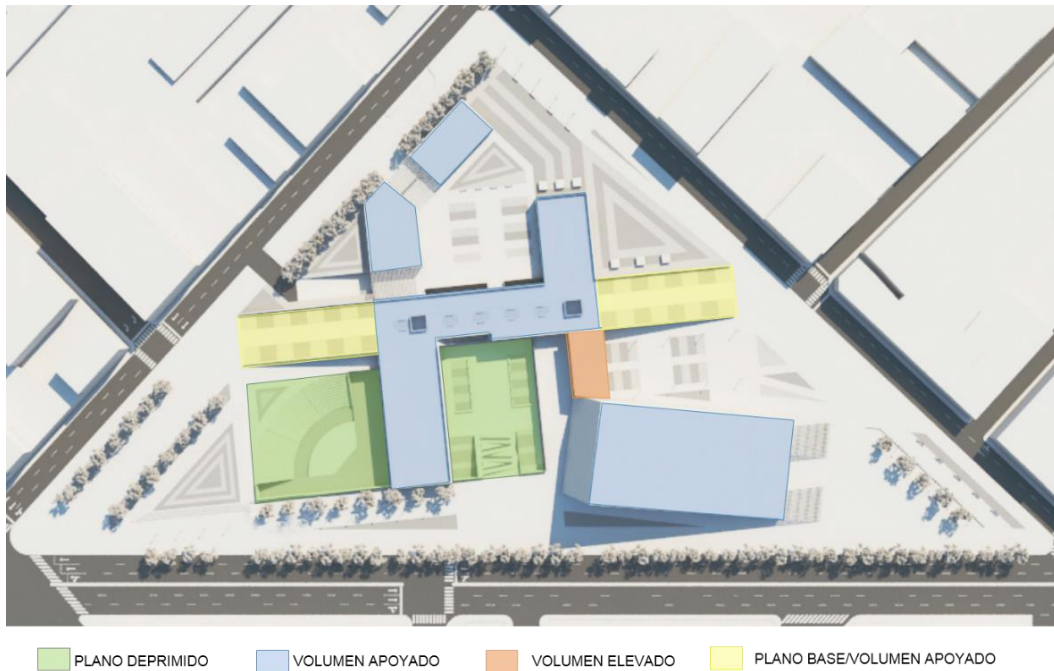 PLANO DEPRIMIDO
VOLUMEN APOYADO
VOLUMEN ELEVADO
PLANO BASE/VOLUMEN APOYADO